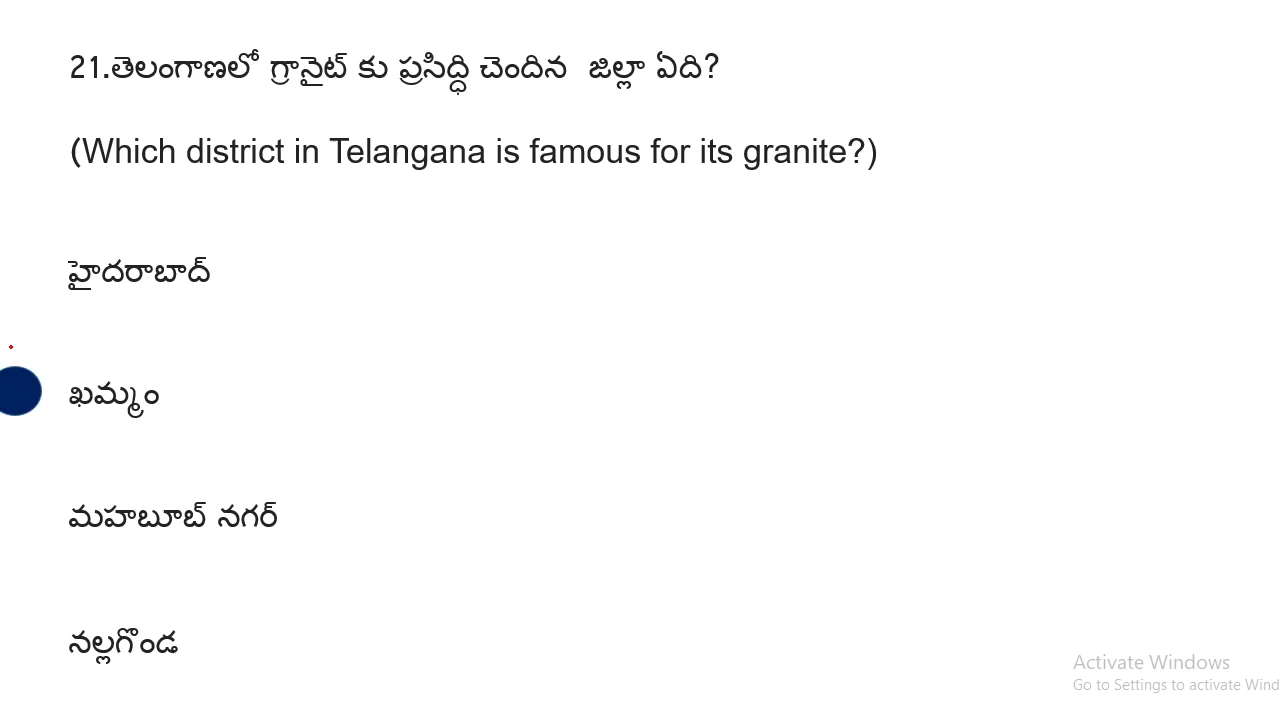 21.తెలంగాణలో గ్రానైట్ కు ప్రసిద్ధి చెందిన  జిల్లా ఏది?
(Which district in Telangana is famous for its granite?)
హైదరాబాద్
ఖమ్మం
మహబూబ్ నగర్
నల్లగొండ
Activate Windows
Go to Settings to activate Wind